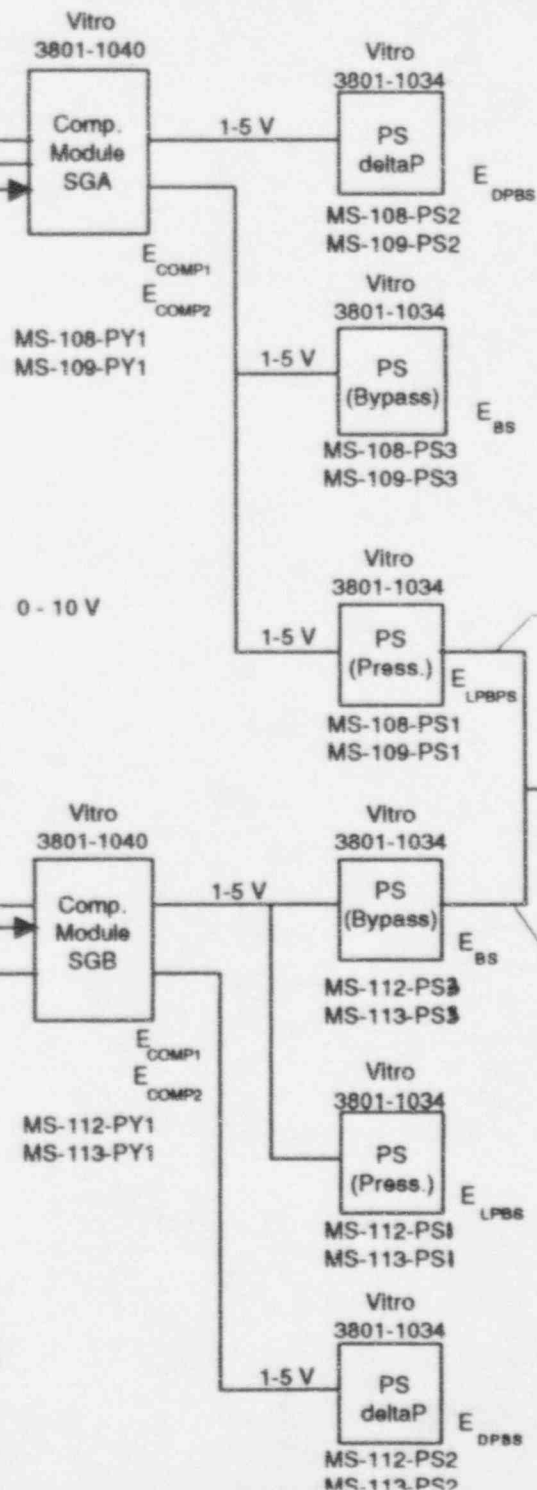 Vitro
3801-1040
Comp.
Module
SGA
1-5 V
E COMP1
E COMP2
MS-108-PY1
MS-109-PY1
Vitro
3801-1034
PS
deltaP
E DPBS
MS-108-PS2
MS-109-PS2
Vitro
3801-1034
1-5 V
PS
(Bypass)
E BS
MS-108-PS3
MS-109-PS3
0 - 10 V
Vitro
3801-1034
1-5 V
PS
(Press.)
E LPBPS
MS-108-PS1
MS-109-PS1
Vitro
3801-1040
Comp.
Module
SGB
1-5 V
E COMP1
E COMP2
MS-112-PY1
MS-113-PY1
Vitro
3801-1034
PS
(Bypass)
E BS
MS-112-PS3
MS-113-PS3
Vitro
3801-1034
PS
(Press.)
E LPBS
MS-112-PS1
MS-113-PS1
Vitro
3801-1034
1-5 V
PS
deltaP
E DPBS
MS-112-PS2
MS-113-PS2